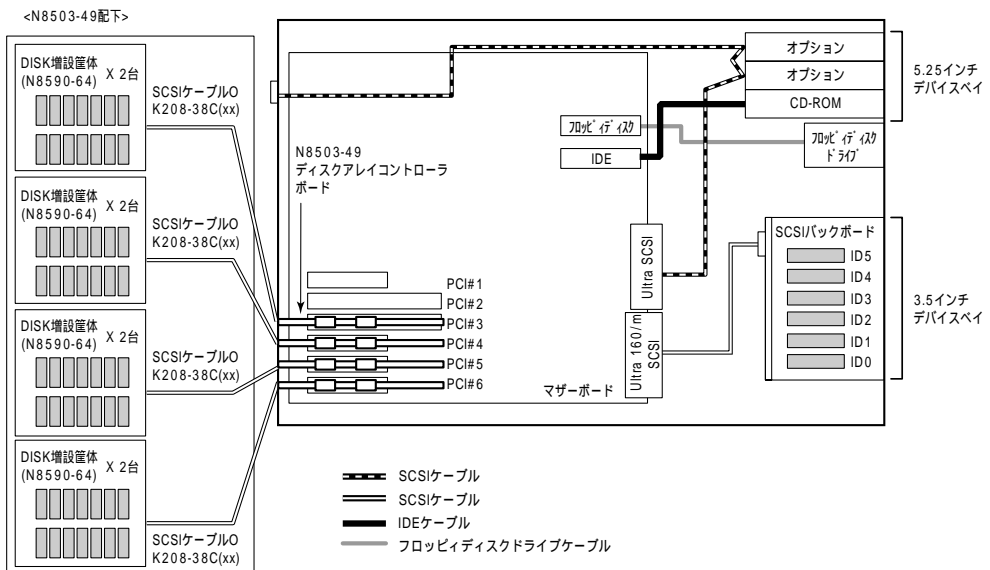 <N8503-49配下>
DISK増設筐体
(N8590-64)
X 2台
SCSIケーブルO
K208-38C(xx)
DISK増設筐体
(N8590-64)
X 2台
SCSIケーブルO
K208-38C(xx)
DISK増設筐体
(N8590-64)
X 2台
SCSIケーブルO
K208-38C(xx)
DISK増設筐体
(N8590-64)
X 2台
SCSIケーブルO
K208-38C(xx)
N8503-49
ディスクアレイコントローラ
ボード
PCI#1
PCI#2
PCI#3
PCI#4
PCI#5
PCI#6
マザーボード
フロッピィディスク
IDE
Ultra SCSI
Ultra 160/m
SCSI
オプション
オプション
CD-ROM
5.25インチ
デバイスベイ
フロッピィディスク
ドライブ
SCSIバックボード
ID5
ID4
ID3
ID2
ID1
ID0
3.5インチ
デバイスベイ
SCSIケーブル
SCSIケーブル
IDEケーブル
フロッピィディスクドライブケーブル